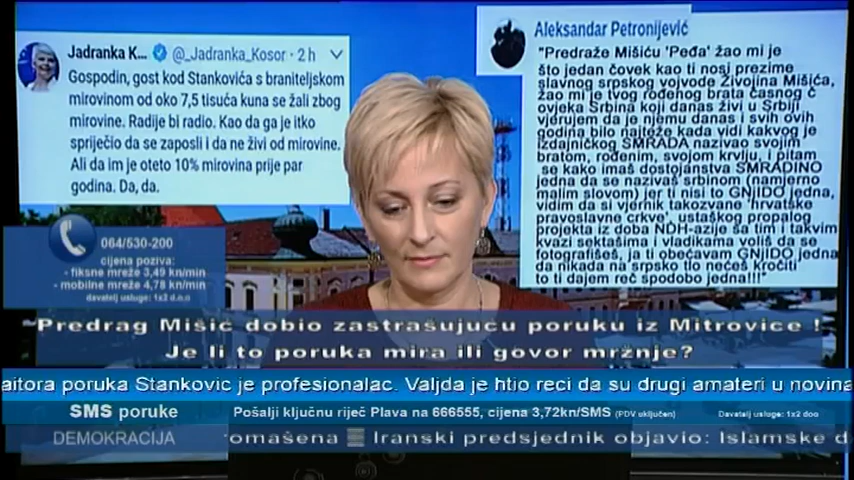 Jadranka K... @_Jadranka_Kosor · 2 h
Gospodin, gost kod Stankovića s braniteljskom
mirovinom od oko 7,5 tisuća kuna se žali zbog
mirovine. Radije bi radio. Kao da ga je itko
spriječio da se zaposli i da ne živi od mirovine.
Ali da im je oteto 10% mirovina prije par
godina. Da, da.
Aleksandar Petronijević
"Predraže Mišiću 'Peđa' žao mi je
što jedan čovek kao ti nosi prezime
slavnog srpskog vojvode Živojina Mišića,
žao mi je tvog rođenog brata časnog č
ovjeka Srbina koji danas živi u Srbiji
vjerujem da je njemu danas i svih ovih
godina bilo najteže kada vidi kakvog je
izdajničkog SMRADA nazivao svojim
bratom, rođenim, svojom krvlju, i pitam
se kako imaš dostojanstva SMRADINO
jedna da se nazivaš srbinom (namjerno
malim slovom) jer ti nisi to GNjIDO jedna,
vidim da si vjernik takozvane 'hrvatske
pravoslavne crkve', ustaškog propalog
projekta iz doba NDH-azije ša tim i takvim
kvazi sektašima i vladikama voliš da se
fotografišeš, ja ti obećavam GNjIDO jedna
da nikada na srpsko tlo nećeš kročiti
to ti dajem reč spodobo jedna!!!"
064/530-200
cijena poziva:
- fiksne mreže 3,49 kn/min
- mobilne mreže 4,78 kn/min
davatelj usluge: 1x2 d.o.o
Predrag Mišić dobio zastrašujuću poruku iz Mitrovice !
Je li to poruka mira ili govor mržnje?
aitora poruka Stankovic je profesionalac. Valjda je htio reci da su drugi amateri u novina
SMS poruke Pošalji ključnu riječ Plava na 666555, cijena 3,72kn/SMS (PDV uključen) Davatelj usluge: 1x2 doo
DEMOKRACIJA romašena Iranski predsjednik objavio: Islamske d